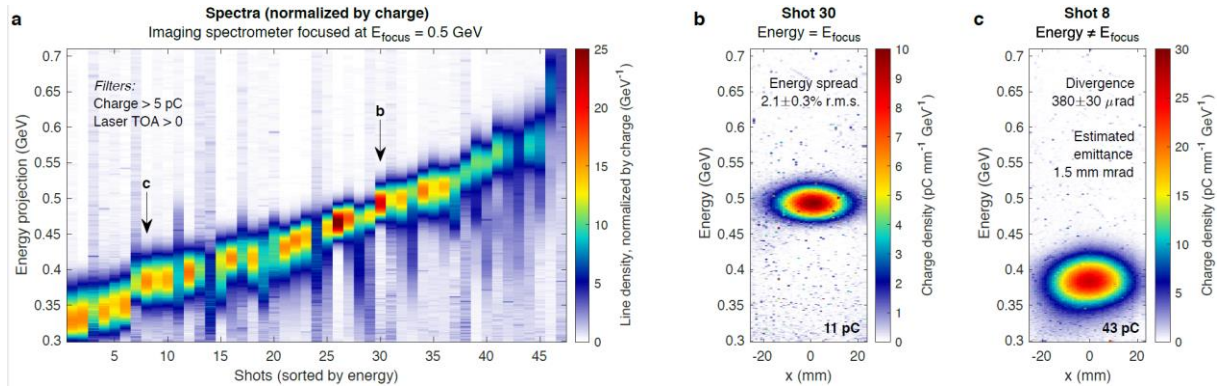 a
Spectra (normalized by charge)
Imaging spectrometer focused at E_focus = 0.5 GeV
Filters:
Charge > 5 pC
Laser TOA > 0
c
b
Energy projection (GeV)
0.7
0.65
0.6
0.55
0.5
0.45
0.4
0.35
0.3
5 10 15 20 25 30 35 40 45
Shots (sorted by energy)
25
20
15
10
5
0
Line density, normalized by charge (GeV⁻¹)
b
Shot 30
Energy = E_focus
Energy spread
2.1±0.3% r.m.s.
11 pC
Energy (GeV)
0.7
0.65
0.6
0.55
0.5
0.45
0.4
0.35
0.3
-20 0 20
x (mm)
10
9
8
7
6
5
4
3
2
1
0
Charge density (pC mm⁻¹ GeV⁻¹)
c
Shot 8
Energy ≠ E_focus
Divergence
380±30 μrad
Estimated
emittance
1.5 mm mrad
43 pC
Energy (GeV)
0.7
0.65
0.6
0.55
0.5
0.45
0.4
0.35
0.3
-20 0 20
x (mm)
30
25
20
15
10
5
0
Charge density (pC mm⁻¹ GeV⁻¹)